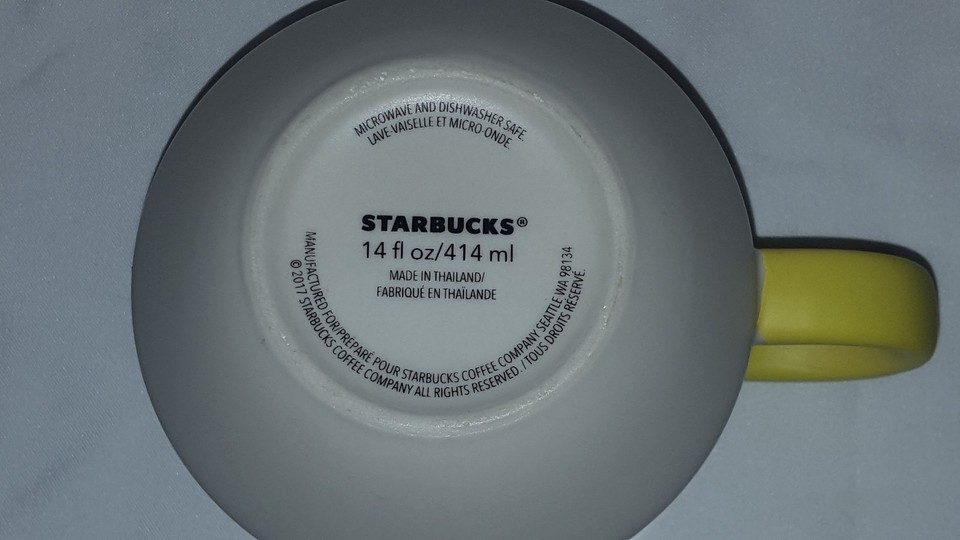 MICROWAVE AND DISHWASHER SAFE.
LAVE-VAISELLE ET MICRO-ONDE.
STARBUCKS®
14 fl oz/414 ml
MADE IN THAILAND/
FABRIQUÉ EN THAÏLANDE
MANUFACTURED FOR/PRÉPARÉ POUR STARBUCKS COFFEE COMPANY SEATTLE WA 98134
©2017 STARBUCKS COFFEE COMPANY ALL RIGHTS RESERVED. / TOUS DROITS RÉSERVÉ.